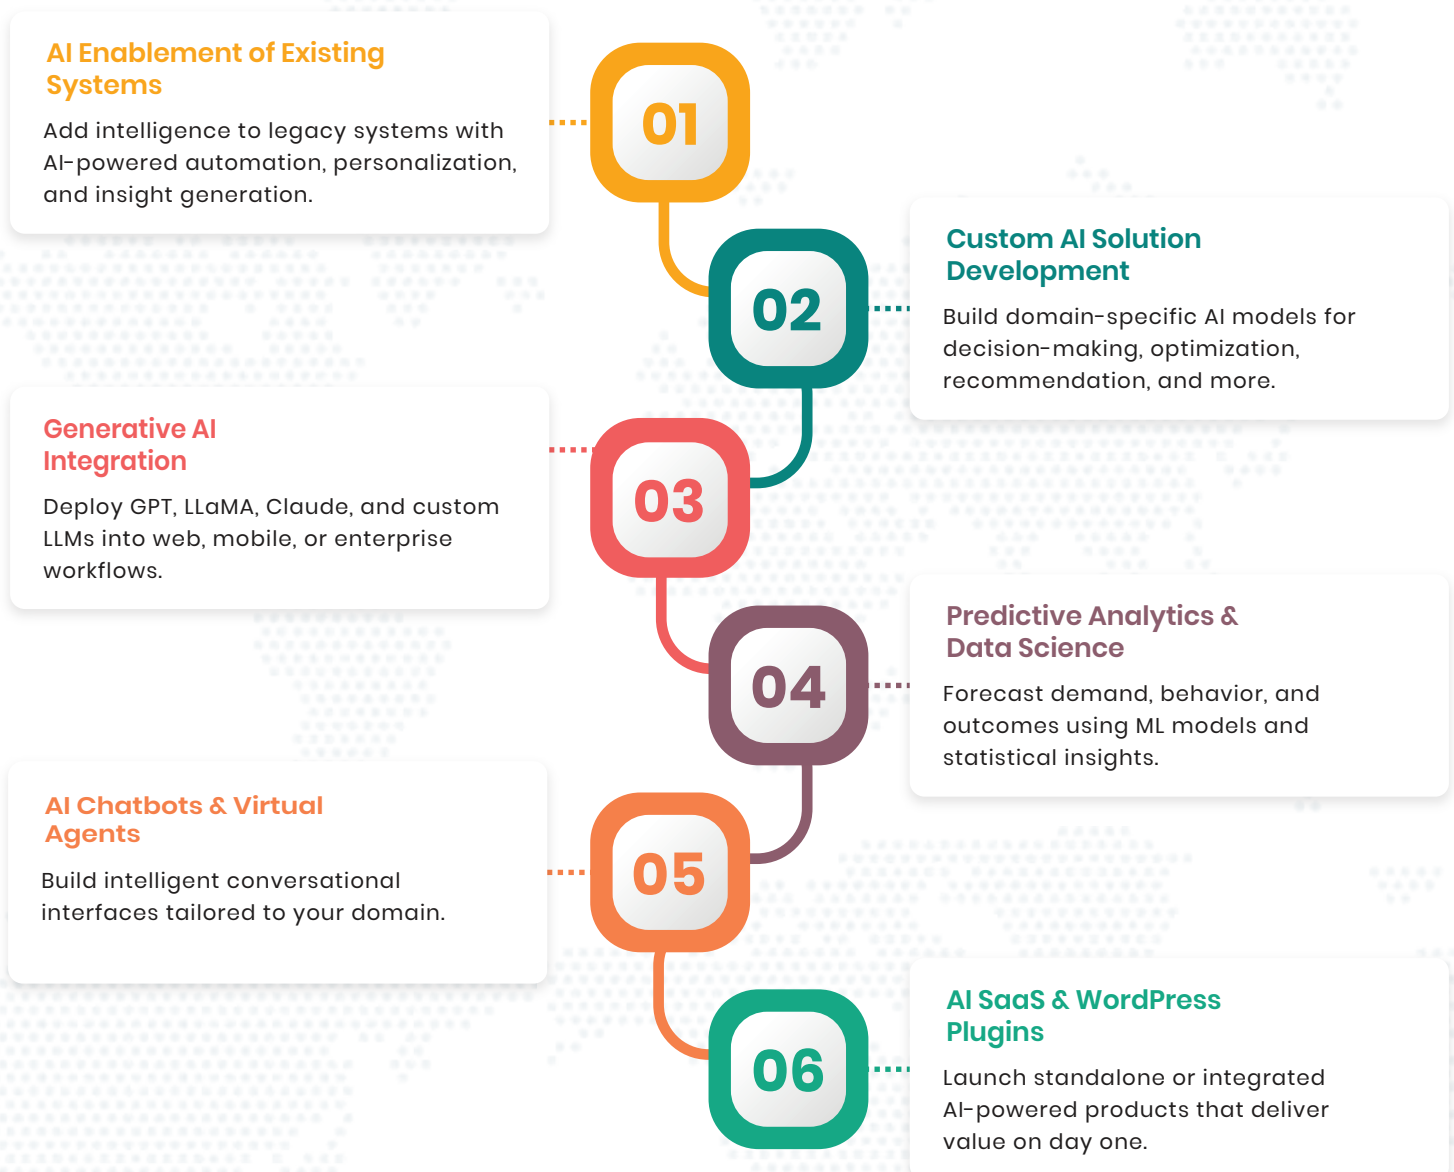 AI Enablement of Existing
Systems
Add intelligence to legacy systems with
AI-powered automation, personalization,
and insight generation.
01
02
Custom AI Solution
Development
Build domain-specific AI models for
decision-making, optimization,
recommendation, and more.
Generative AI
Integration
Deploy GPT, LLaMA, Claude, and custom
LLMs into web, mobile, or enterprise
workflows.
03
04
Predictive Analytics &
Data Science
Forecast demand, behavior, and
outcomes using ML models and
statistical insights.
AI Chatbots & Virtual
Agents
Build intelligent conversational
interfaces tailored to your domain.
05
06
AI SaaS & WordPress
Plugins
Launch standalone or integrated
AI-powered products that deliver
value on day one.